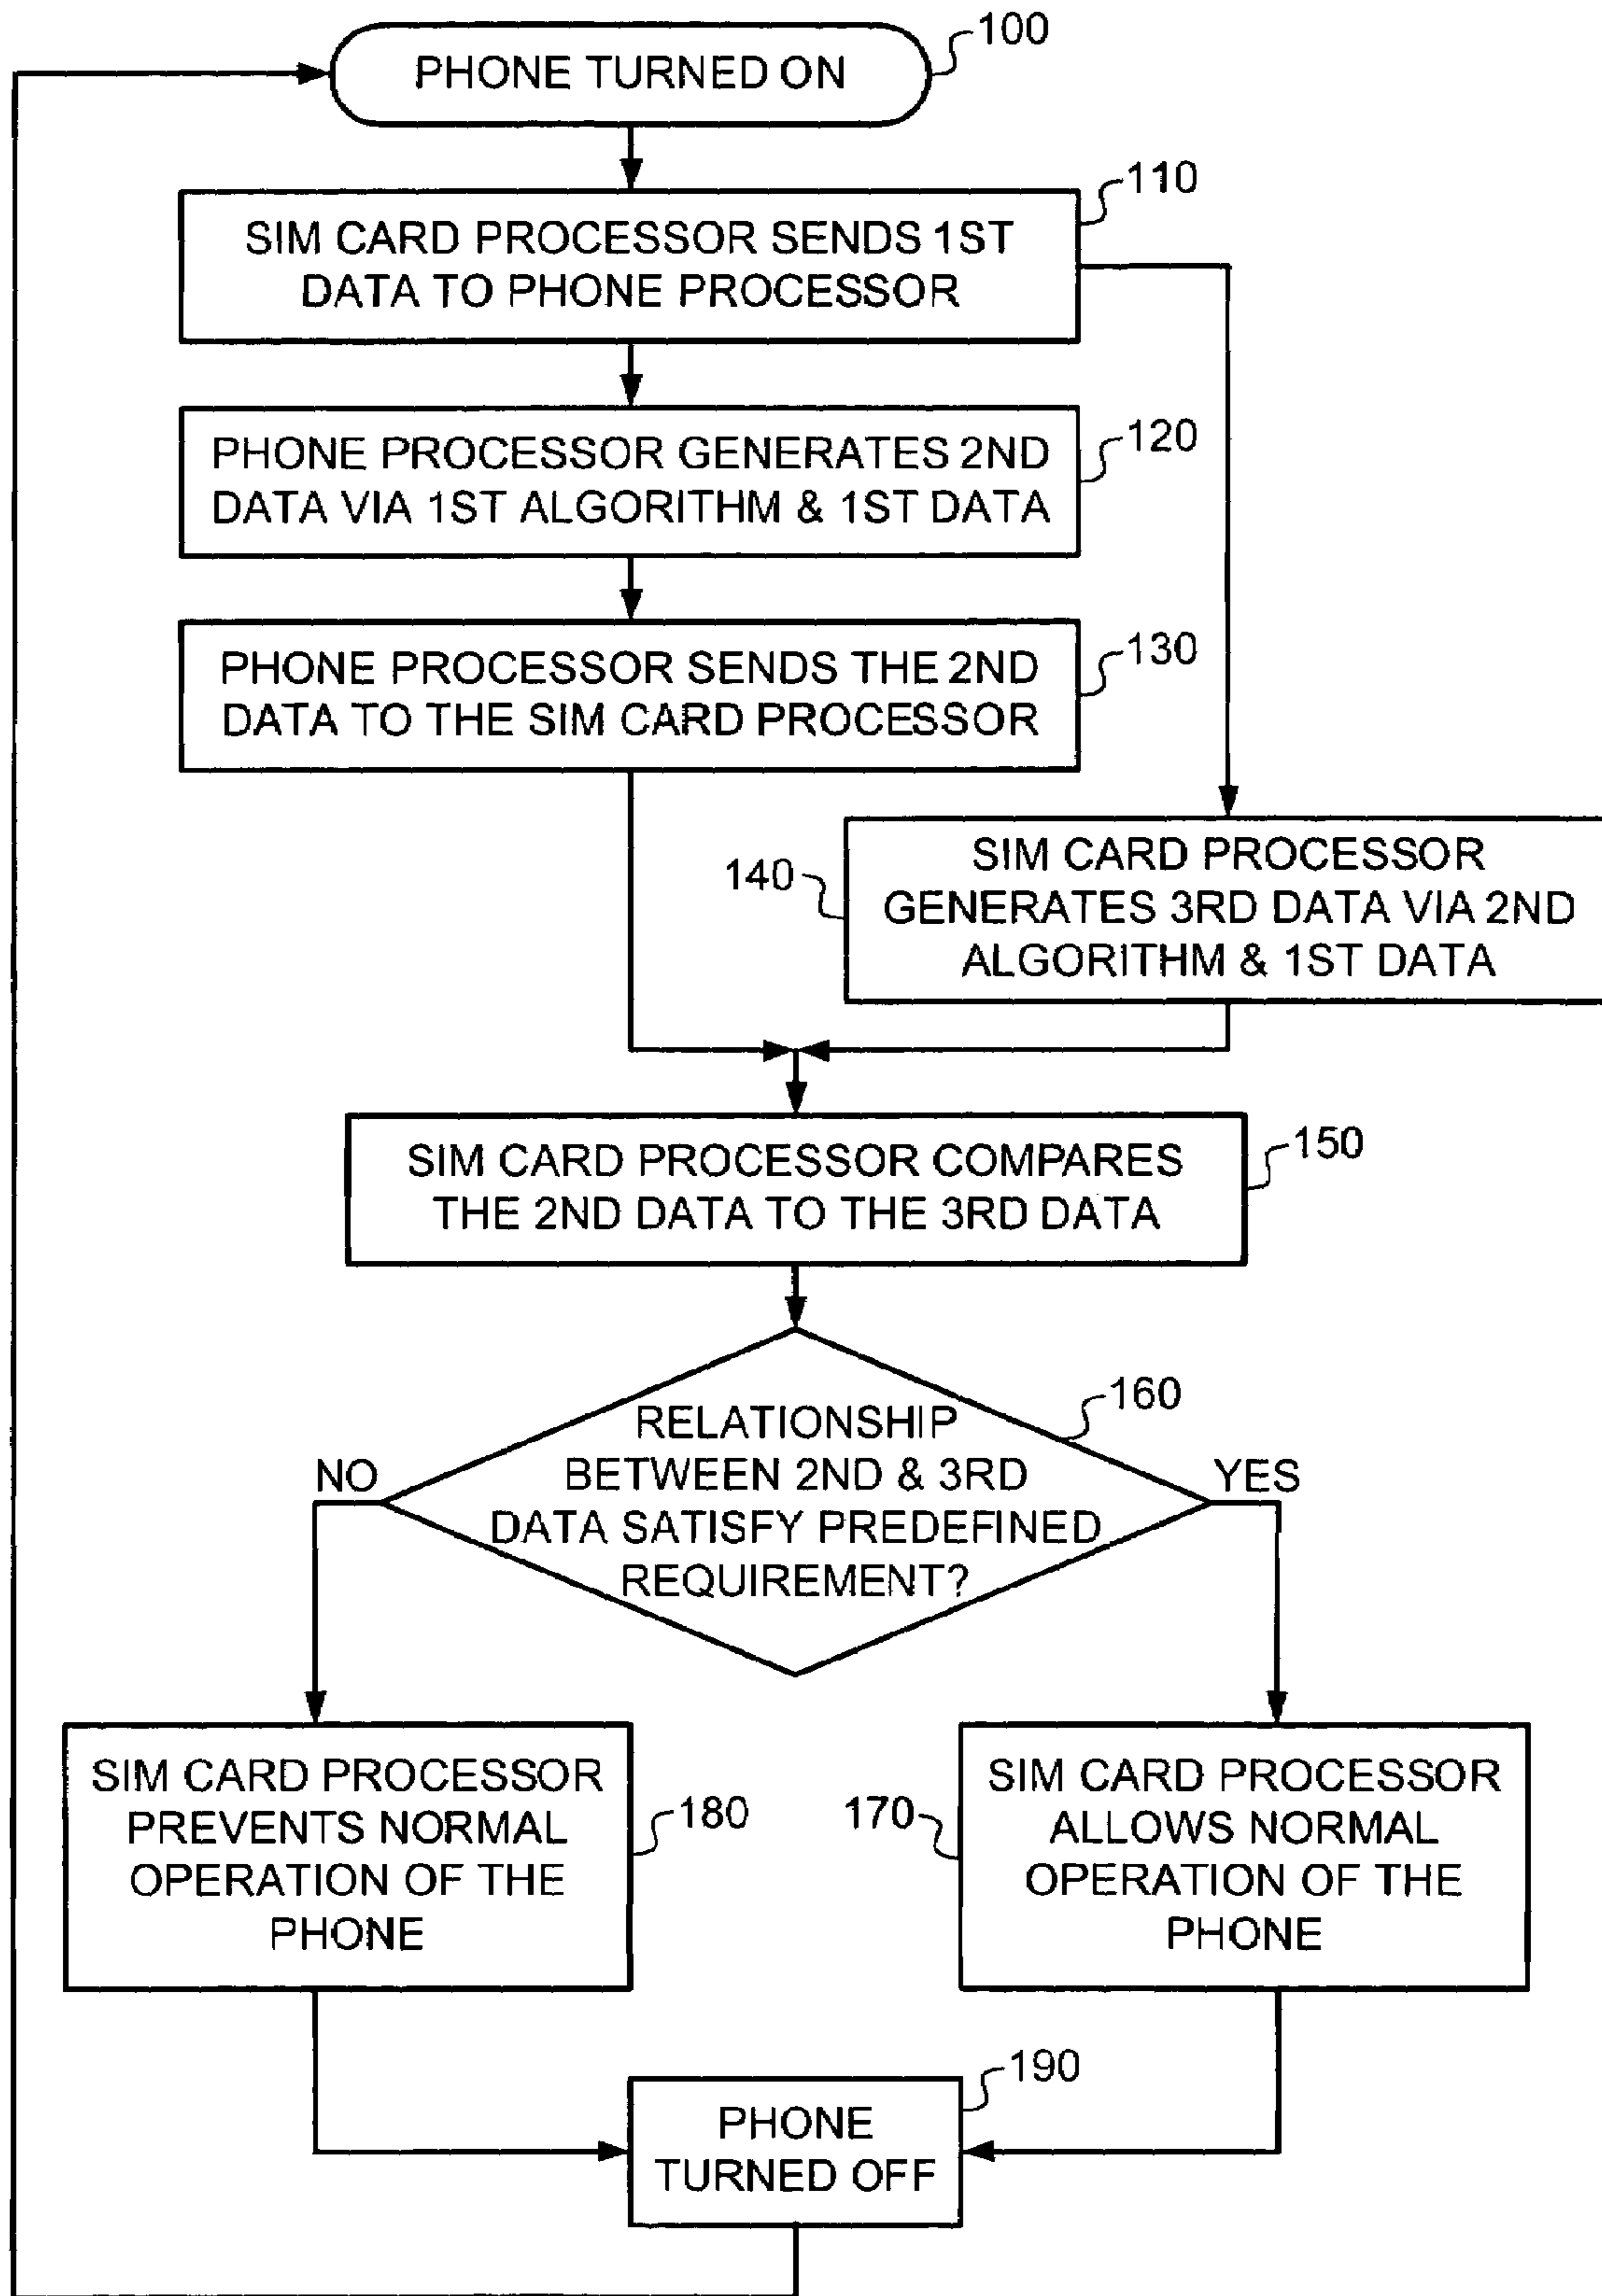 PHONE TURNED ON
100
SIM CARD PROCESSOR SENDS 1ST
DATA TO PHONE PROCESSOR
110
PHONE PROCESSOR GENERATES 2ND
DATA VIA 1ST ALGORITHM & 1ST DATA
120
PHONE PROCESSOR SENDS THE 2ND
DATA TO THE SIM CARD PROCESSOR
130
140
SIM CARD PROCESSOR
GENERATES 3RD DATA VIA 2ND
ALGORITHM & 1ST DATA
SIM CARD PROCESSOR COMPARES
THE 2ND DATA TO THE 3RD DATA
150
160
RELATIONSHIP
BETWEEN 2ND & 3RD
DATA SATISFY PREDEFINED
REQUIREMENT?
NO
YES
SIM CARD PROCESSOR
PREVENTS NORMAL
OPERATION OF THE
PHONE
180
170
SIM CARD PROCESSOR
ALLOWS NORMAL
OPERATION OF THE
PHONE
190
PHONE
TURNED OFF